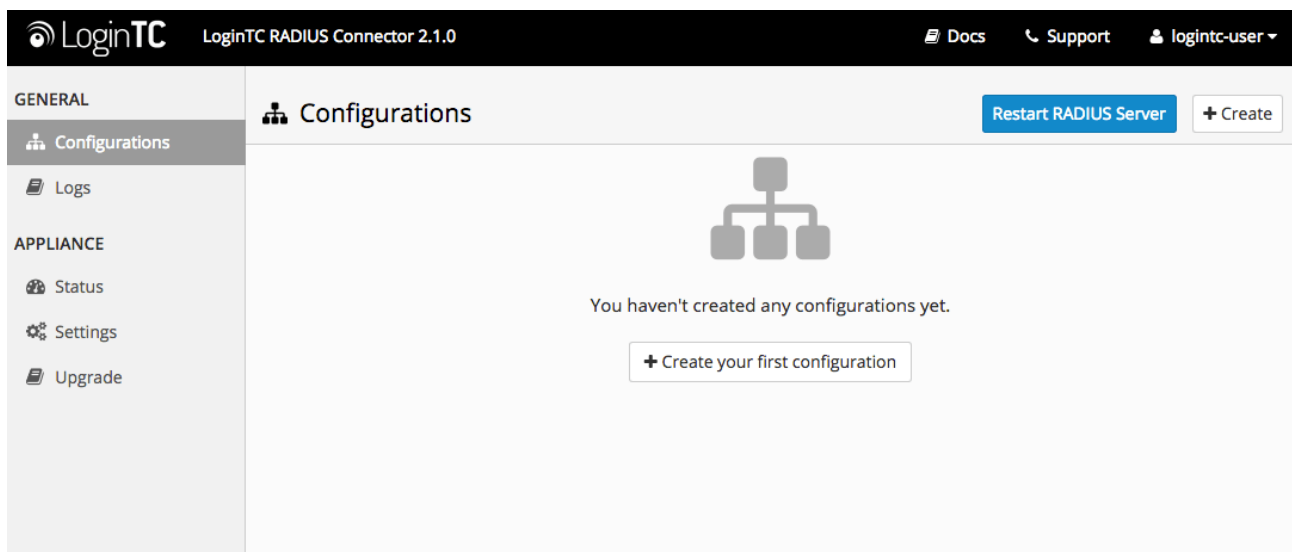 LoginTC LoginTC RADIUS Connector 2.1.0 Docs Support logintc-user
GENERAL
Configurations
Logs
APPLIANCE
Status
Settings
Upgrade
Configurations Restart RADIUS Server + Create
You haven't created any configurations yet.
+ Create your first configuration